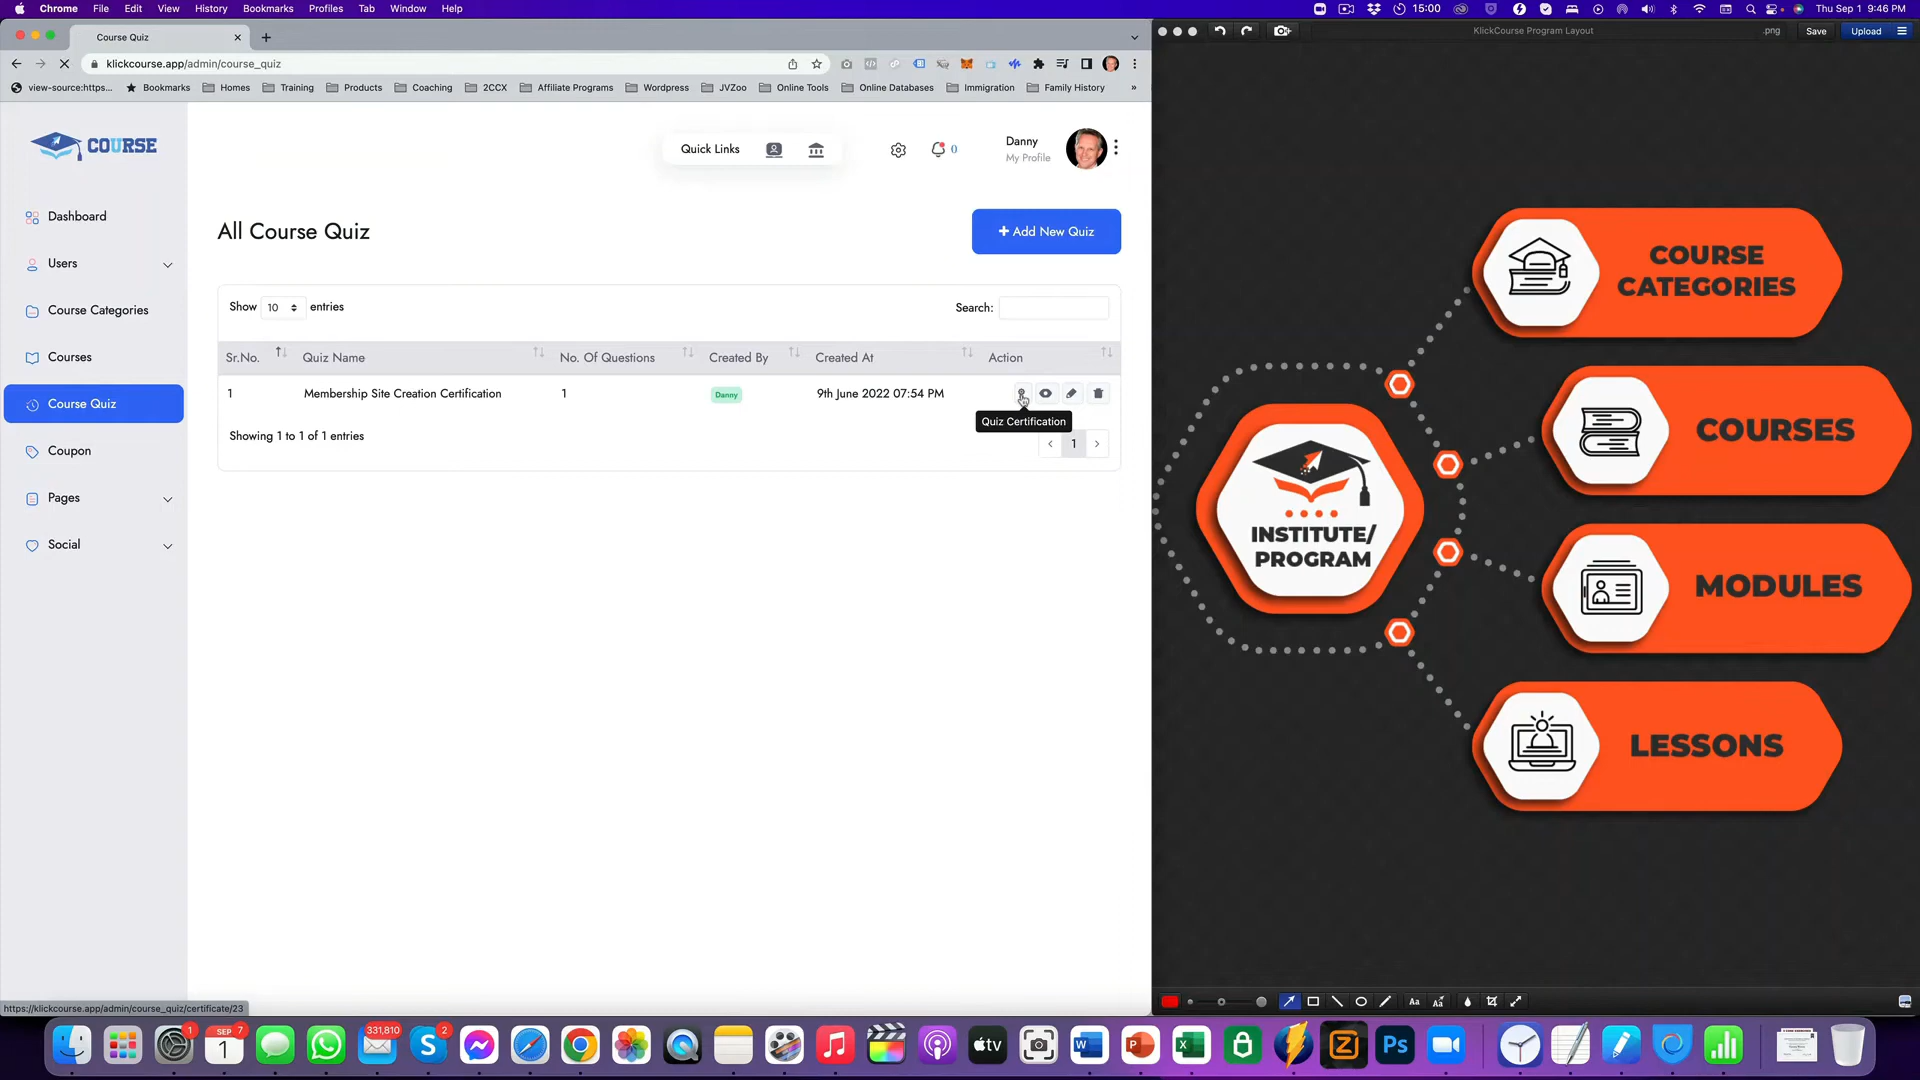 Chrome File Edit View History Bookmarks Profiles Tab Window Help
15:00 Thu Sep 1 9:46 PM
Course Quiz
klickcourse.app/admin/course_quiz
view-source:https... Bookmarks Homes Training Products Coaching 2CCX Affiliate Programs Wordpress JVZoo Online Tools Online Databases Immigration Family History »
KlickCourse Program Layout .png Save Upload
COURSE
Quick Links
0
Danny
My Profile
Dashboard
Users
Course Categories
Courses
Course Quiz
Coupon
Pages
Social
All Course Quiz
+ Add New Quiz
Show 10 entries
Search:
Sr.No. Quiz Name No. Of Questions Created By Created At Action
1 Membership Site Creation Certification 1 Danny 9th June 2022 07:54 PM
Quiz Certification
Showing 1 to 1 of 1 entries
< 1 >
COURSE
CATEGORIES
COURSES
INSTITUTE/
PROGRAM
MODULES
LESSONS
https://klickcourse.app/admin/course_quiz/certificate/23
Aa
1
SEP 7
1
331,810
2
tv
W
P
X
Z
Ps